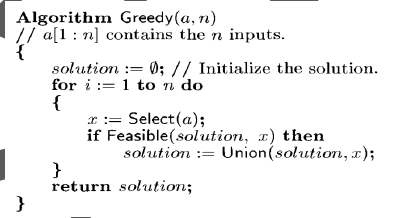 Algorithm Greedy(a, n)
// a[1 : n] contains the n inputs.
{
solution := ∅; // Initialize the solution.
for i := 1 to n do
{
x := Select(a);
if Feasible(solution, x) then
solution := Union(solution, x);
}
return solution;
}